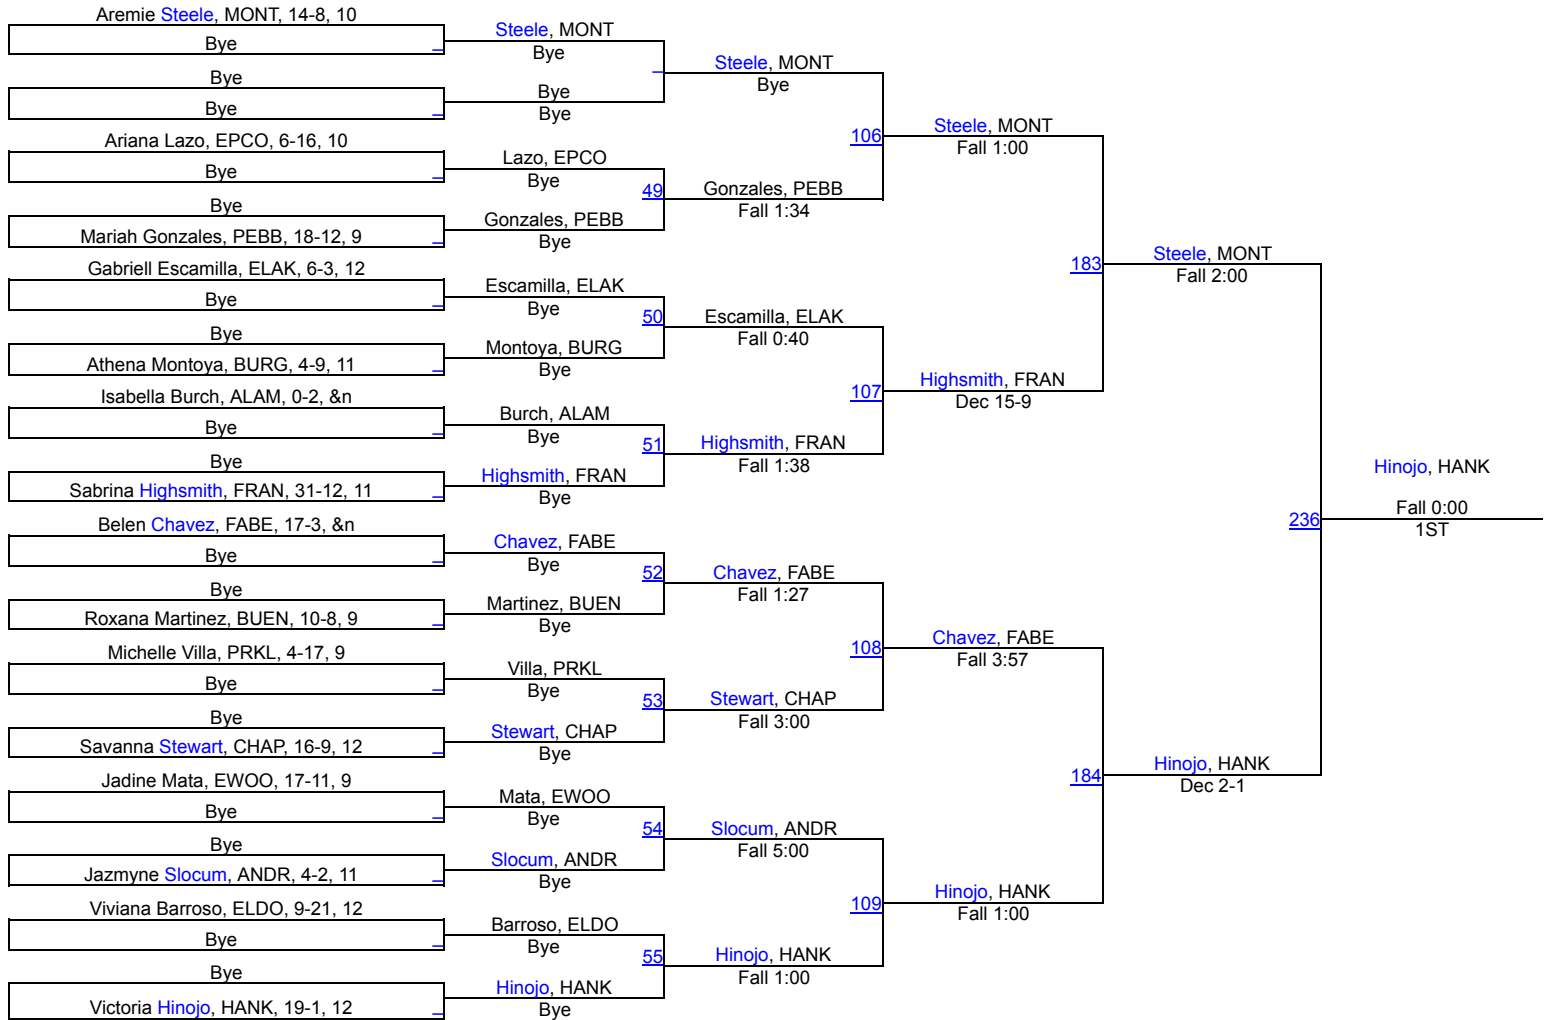 Aremie Steele, MONT, 14-8, 10
Bye
Bye
Bye
Ariana Lazo, EPCO, 6-16, 10
Bye
Bye
Mariah Gonzales, PEBB, 18-12, 9
Gabriell Escamilla, ELAK, 6-3, 12
Bye
Bye
Athena Montoya, BURG, 4-9, 11
Isabella Burch, ALAM, 0-2, &n
Bye
Bye
Sabrina Highsmith, FRAN, 31-12, 11
Belen Chavez, FABE, 17-3, &n
Bye
Bye
Roxana Martinez, BUEN, 10-8, 9
Michelle Villa, PRKL, 4-17, 9
Bye
Bye
Savanna Stewart, CHAP, 16-9, 12
Jadine Mata, EWOO, 17-11, 9
Bye
Bye
Jazmyne Slocum, ANDR, 4-2, 11
Viviana Barroso, ELDO, 9-21, 12
Bye
Bye
Victoria Hinojo, HANK, 19-1, 12
Steele, MONT
Bye
Bye
Bye
Lazo, EPCO
Bye
49
Gonzales, PEBB
Bye
Escamilla, ELAK
Bye
50
Montoya, BURG
Bye
Burch, ALAM
Bye
51
Highsmith, FRAN
Bye
Chavez, FABE
Bye
52
Martinez, BUEN
Bye
Villa, PRKL
Bye
53
Stewart, CHAP
Bye
Mata, EWOO
Bye
54
Slocum, ANDR
Bye
Barroso, ELDO
Bye
55
Hinojo, HANK
Bye
Steele, MONT
Bye
106
Gonzales, PEBB
Fall 1:34
Escamilla, ELAK
Fall 0:40
107
Highsmith, FRAN
Fall 1:38
Chavez, FABE
Fall 1:27
108
Stewart, CHAP
Fall 3:00
Slocum, ANDR
Fall 5:00
109
Hinojo, HANK
Fall 1:00
Steele, MONT
Fall 1:00
183
Highsmith, FRAN
Dec 15-9
Chavez, FABE
Fall 3:57
184
Hinojo, HANK
Fall 1:00
Steele, MONT
Fall 2:00
236
Hinojo, HANK
Dec 2-1
Hinojo, HANK
Fall 0:00
1ST